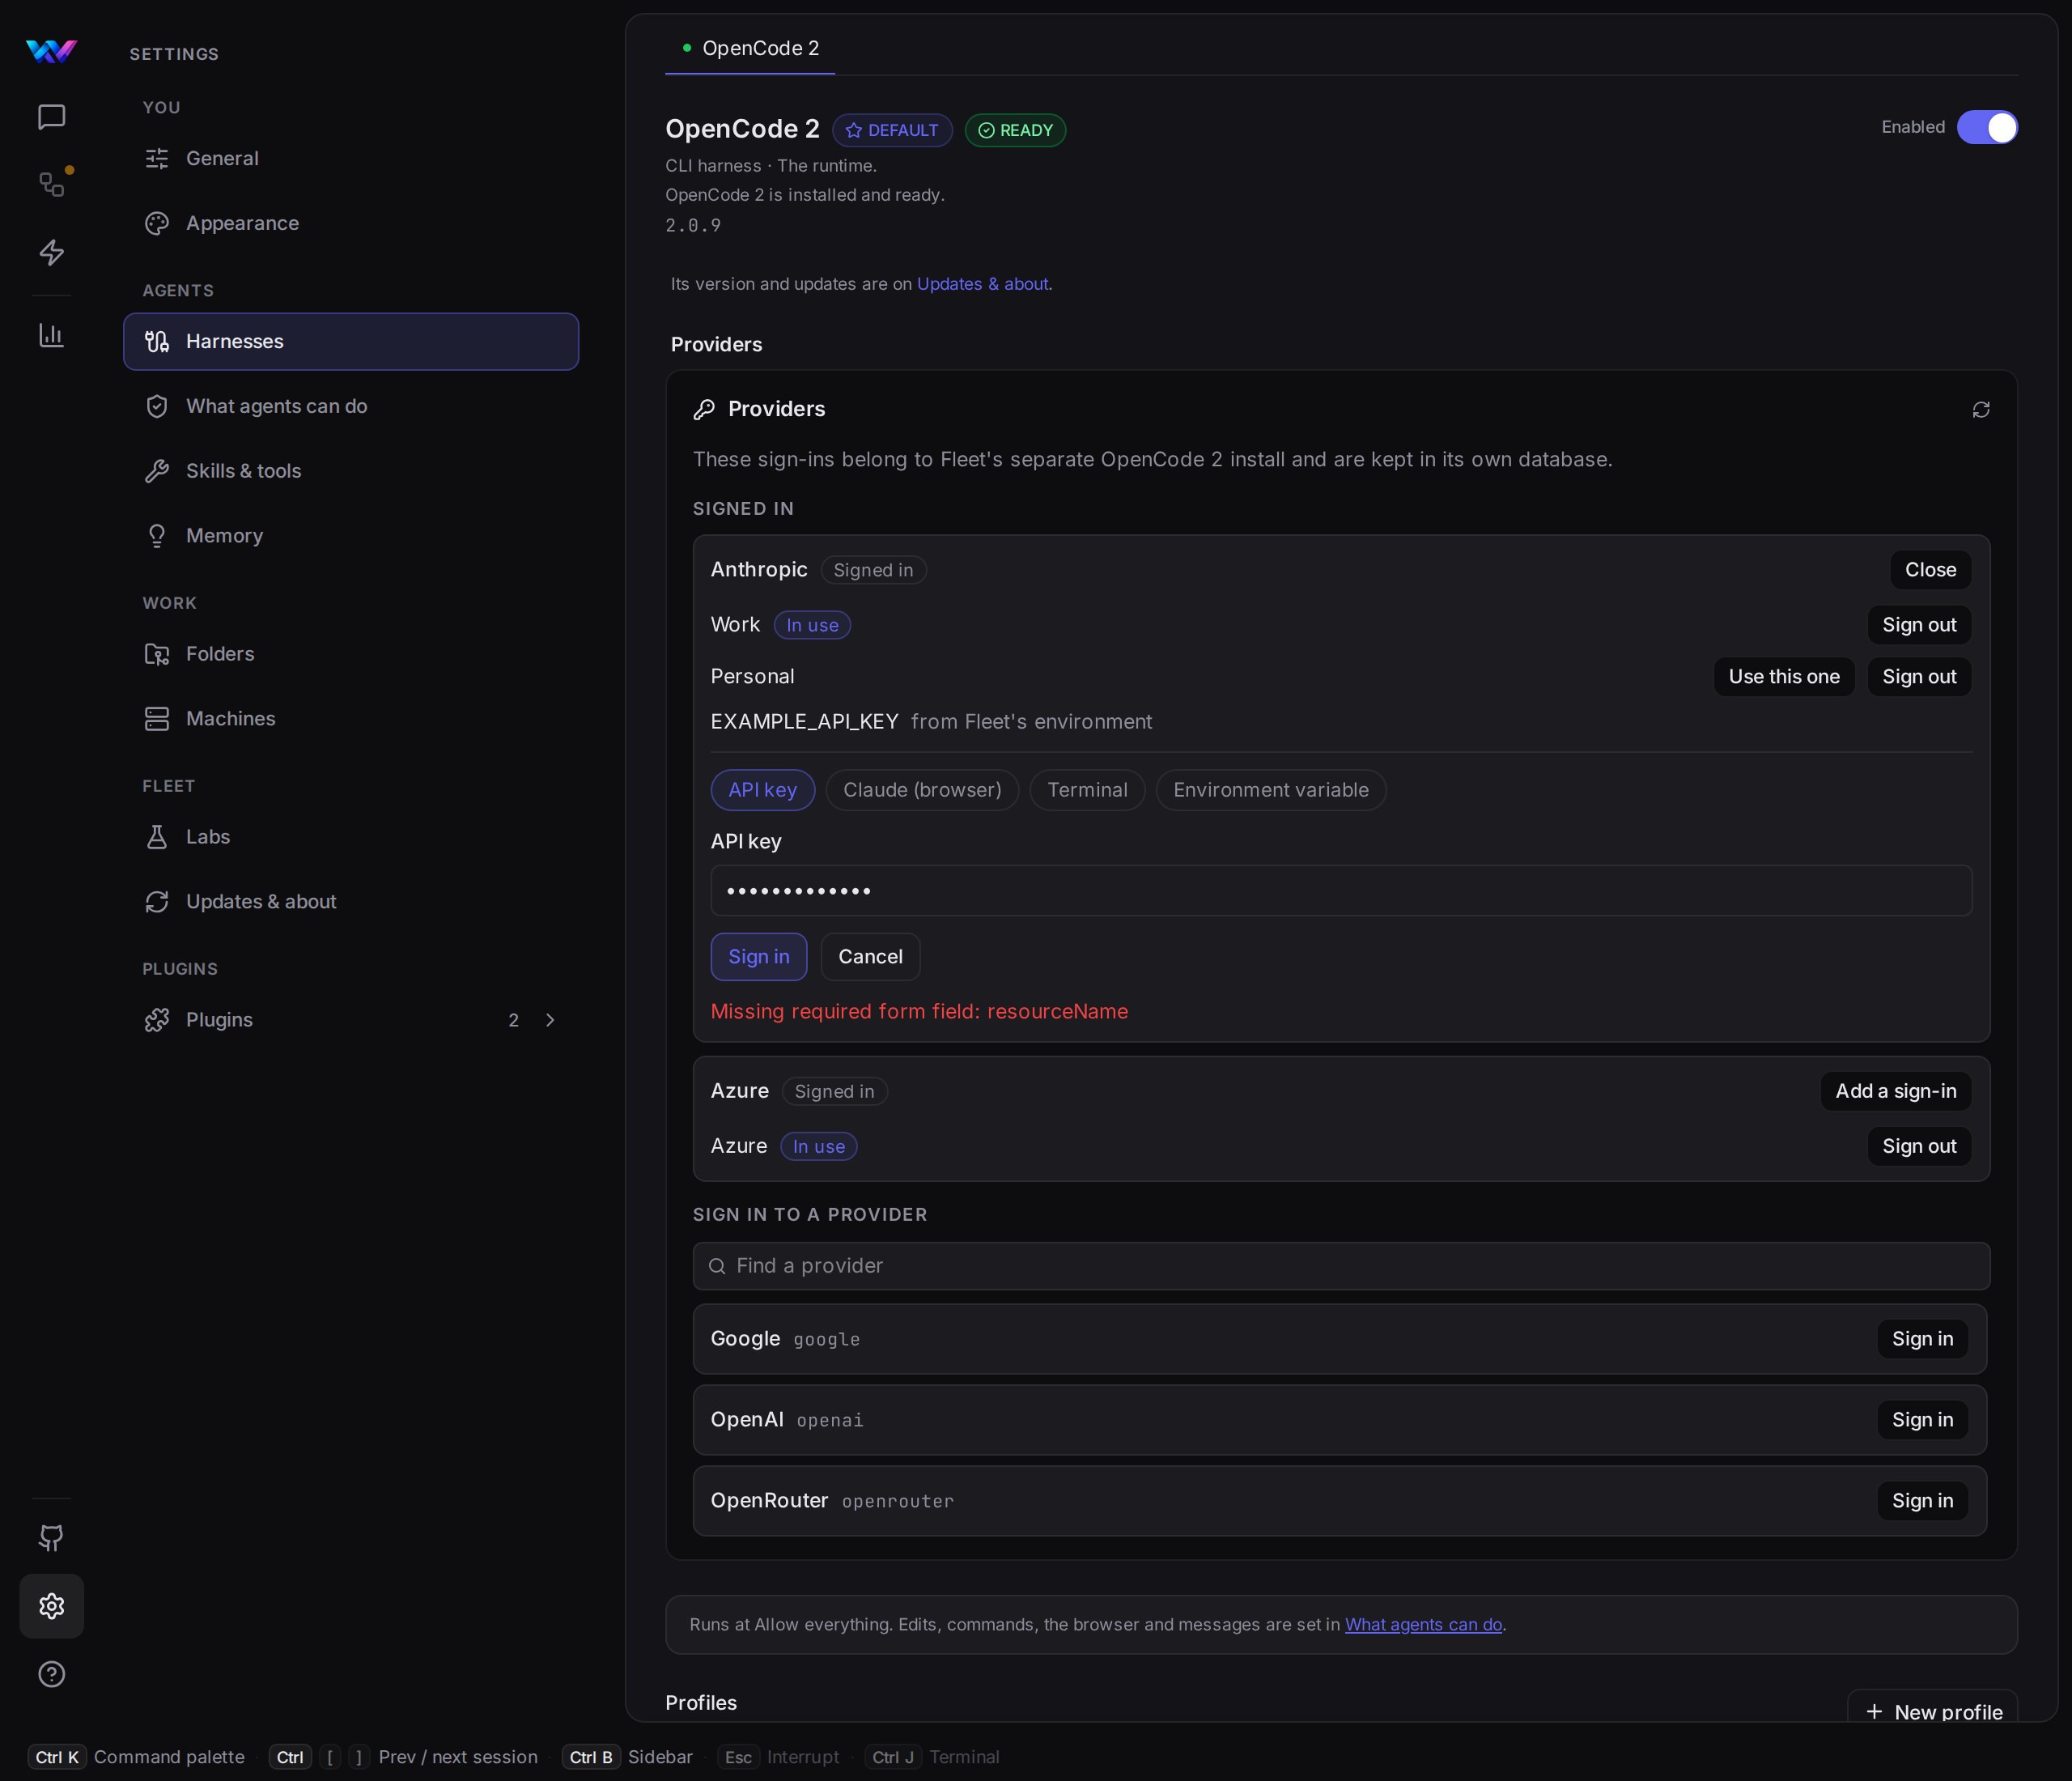 SETTINGS
YOU
General
Appearance
AGENTS
Harnesses
What agents can do
Skills & tools
Memory
WORK
Folders
Machines
FLEET
Labs
Updates & about
PLUGINS
Plugins 2
OpenCode 2
OpenCode 2 DEFAULT READY Enabled
CLI harness · The runtime.
OpenCode 2 is installed and ready.
2.0.9
Its version and updates are on Updates & about.
Providers
Providers
These sign-ins belong to Fleet's separate OpenCode 2 install and are kept in its own database.
SIGNED IN
Anthropic Signed in Close
Work In use Sign out
Personal Use this one Sign out
EXAMPLE_API_KEY from Fleet's environment
API key Claude (browser) Terminal Environment variable
API key
•••••••••••••
Sign in Cancel
Missing required form field: resourceName
Azure Signed in Add a sign-in
Azure In use Sign out
SIGN IN TO A PROVIDER
Find a provider
Google google Sign in
OpenAI openai Sign in
OpenRouter openrouter Sign in
Runs at Allow everything. Edits, commands, the browser and messages are set in What agents can do.
Profiles + New profile
Ctrl K Command palette · Ctrl [ ] Prev / next session · Ctrl B Sidebar · Esc Interrupt · Ctrl J Terminal